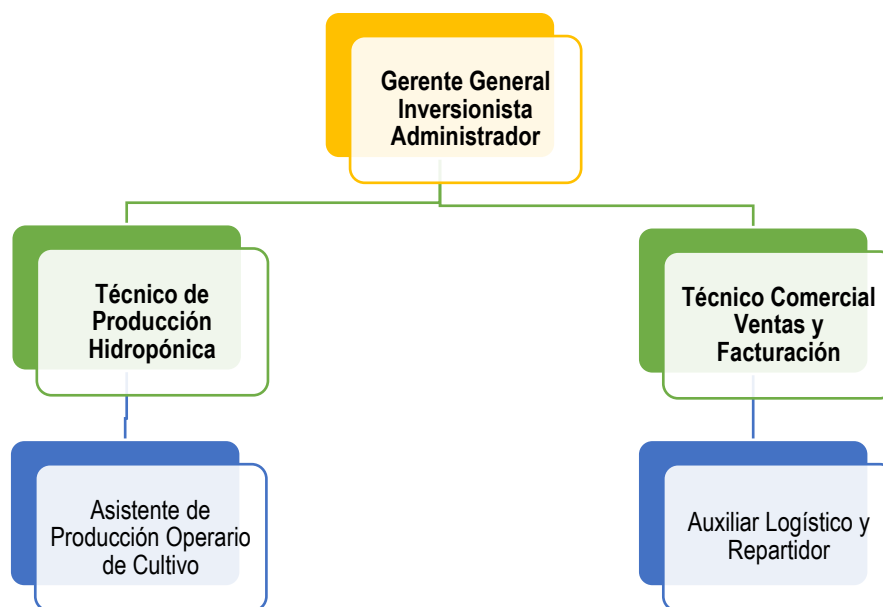 Gerente General
Inversionista
Administrador
Técnico de
Producción
Hidropónica
Técnico Comercial
Ventas y
Facturación
Asistente de
Producción Operario
de Cultivo
Auxiliar Logístico y
Repartidor